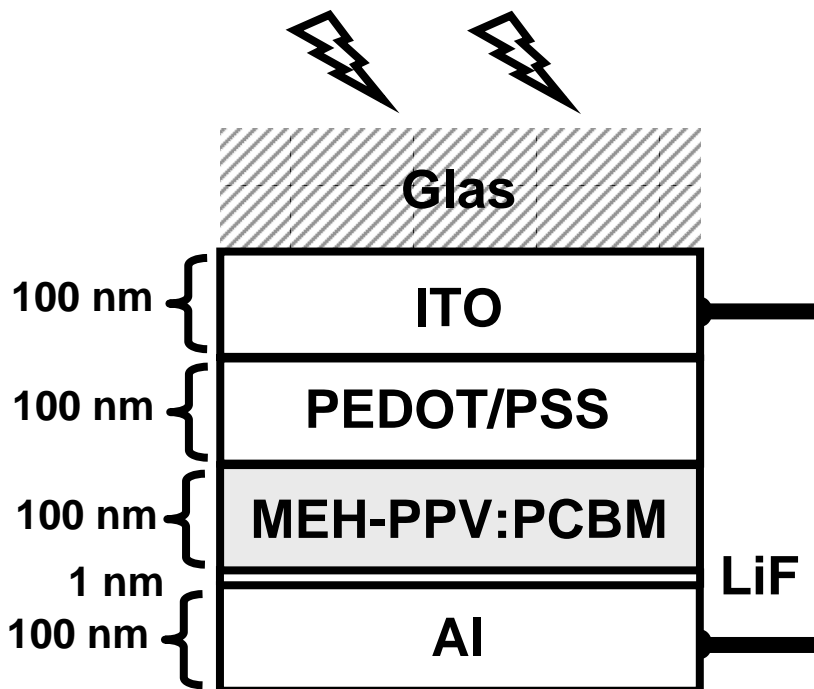 Glas
100 nm
ITO
100 nm
PEDOT/PSS
100 nm
MEH-PPV:PCBM
1 nm
LiF
100 nm
Al